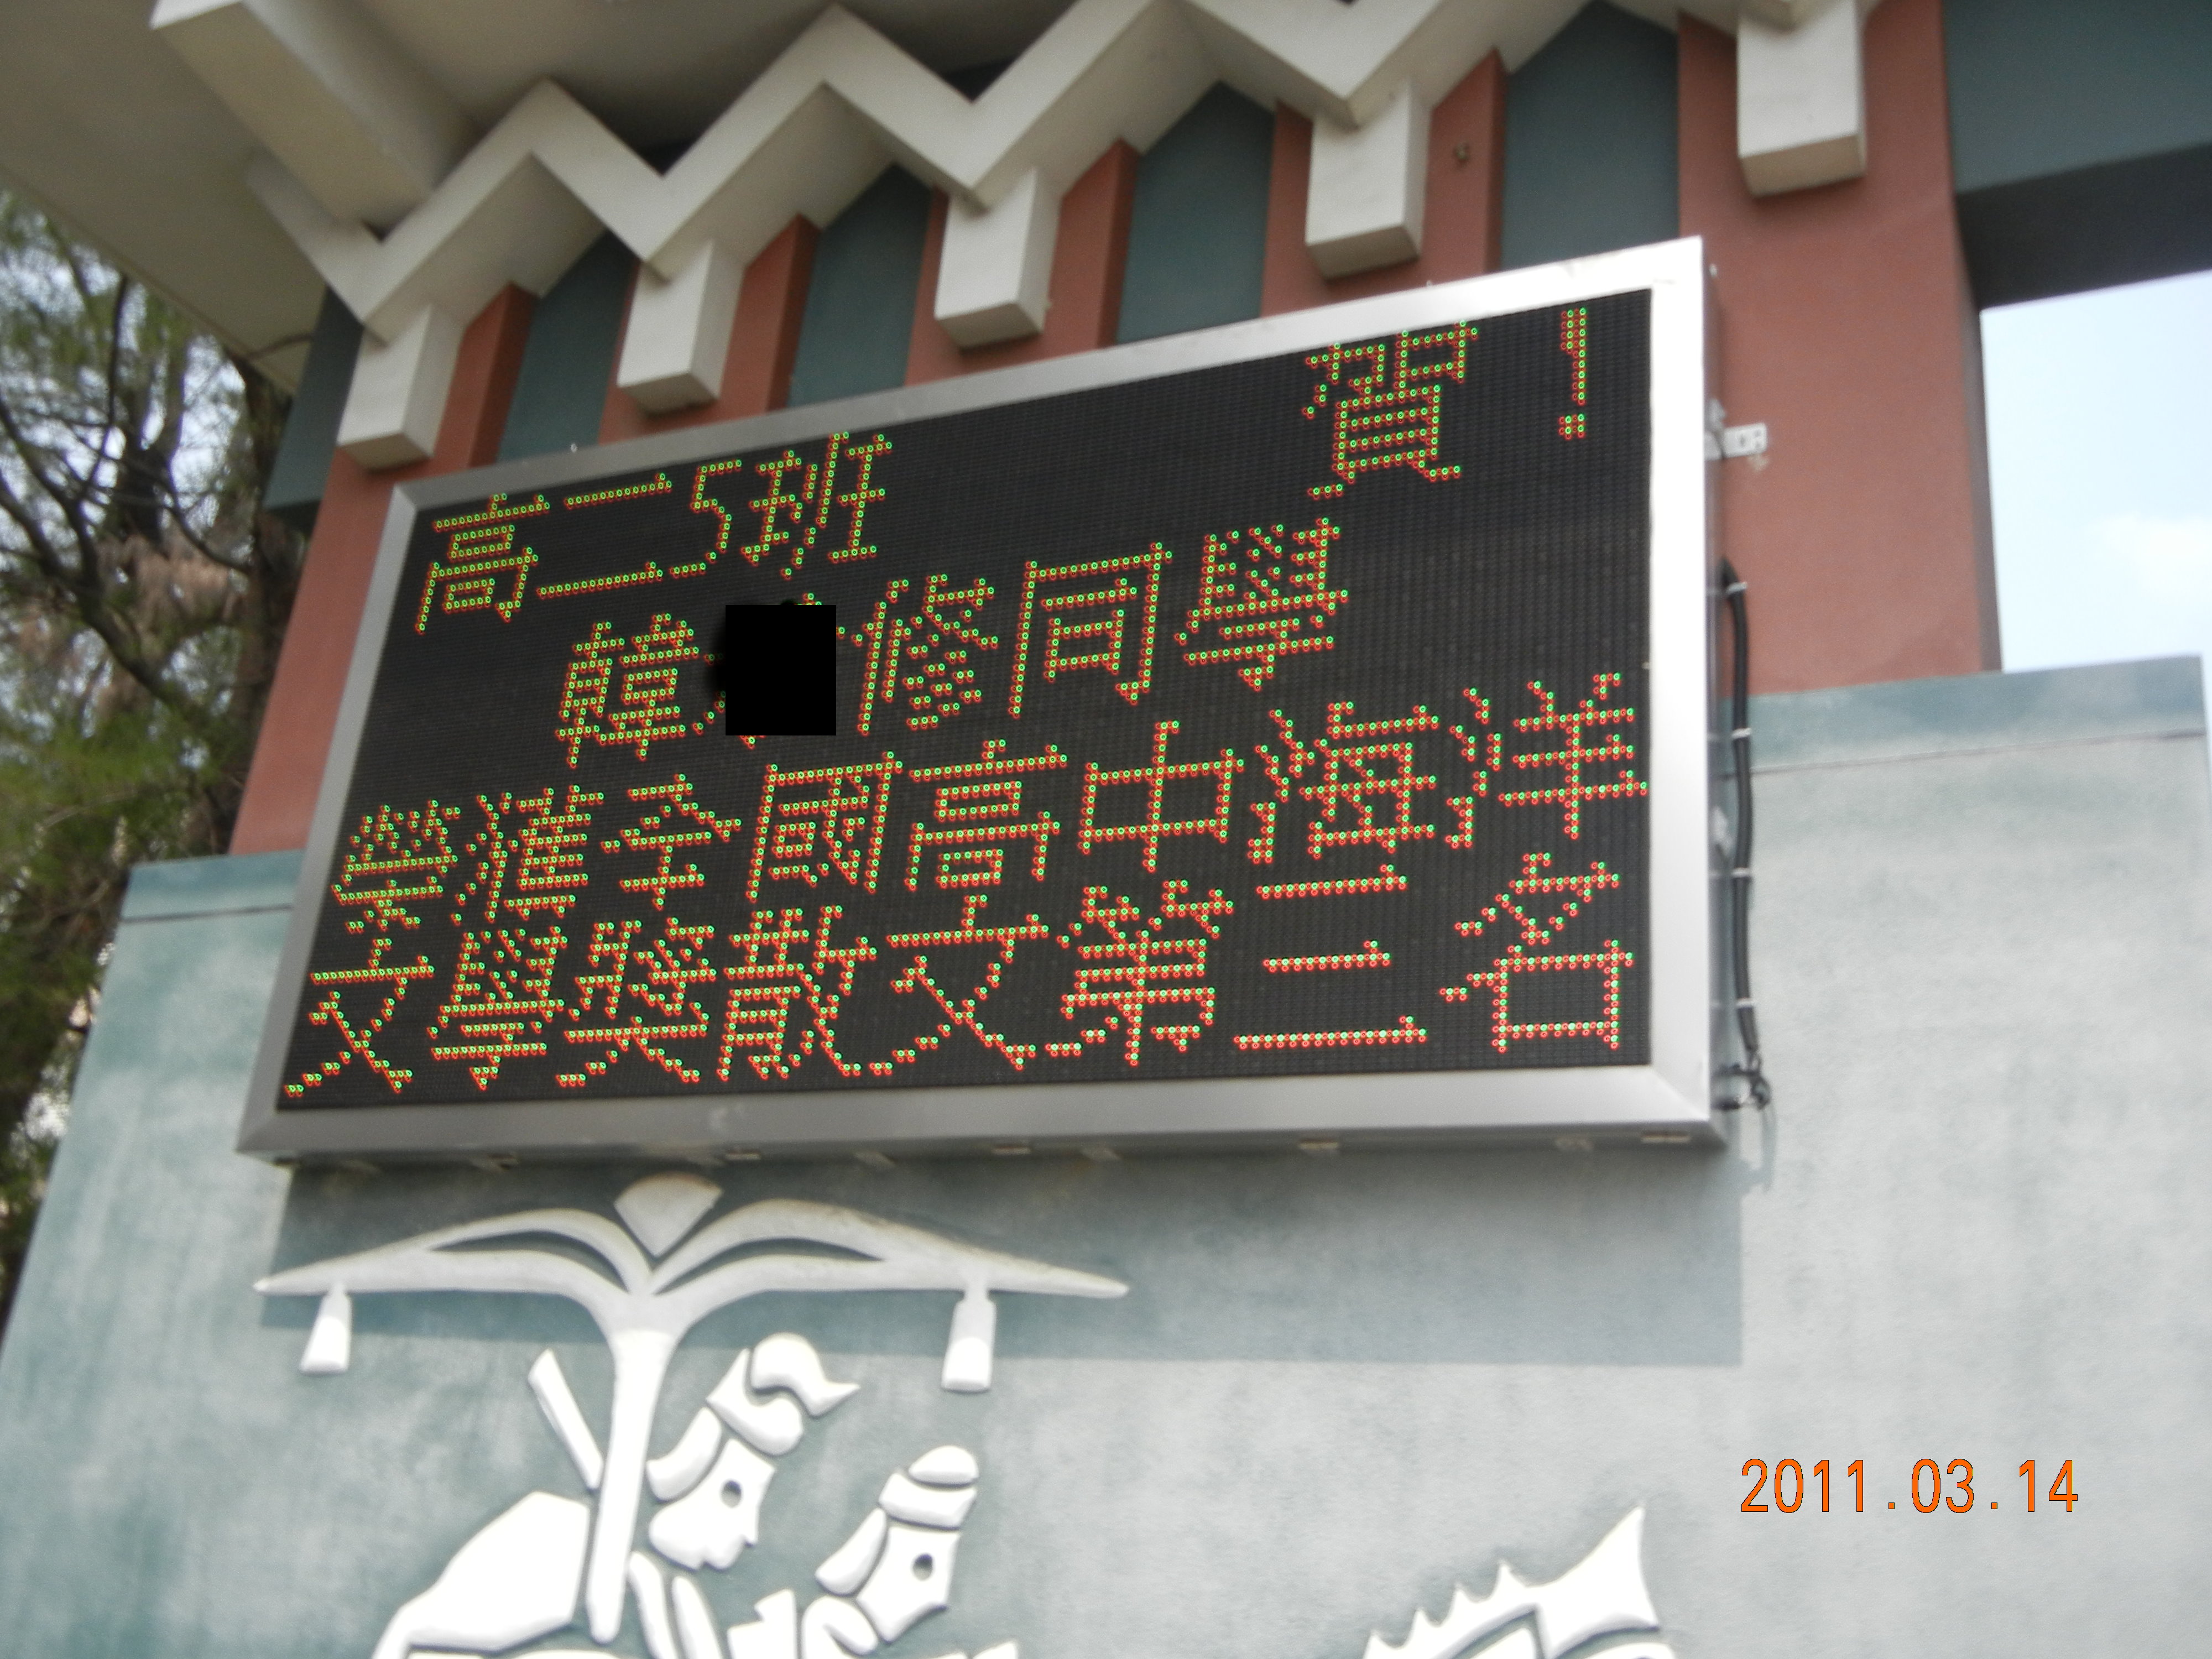 高二5班 賀!
韓 修同學
榮獲全國高中海洋
文學獎散文第三名
2011.03.14